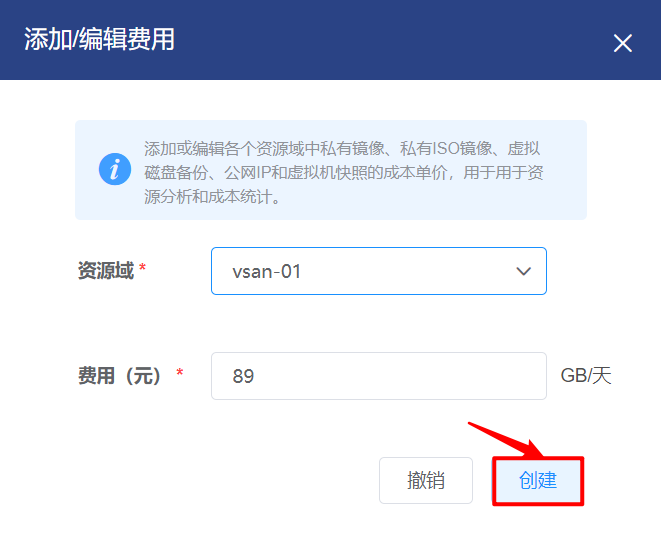 添加/编辑费用
添加或编辑各个资源域中私有镜像、私有ISO镜像、虚拟
磁盘备份、公网IP和虚拟机快照的成本单价，用于用于资
源分析和成本统计。
资源域 * vsan-01
费用（元） * 89 GB/天
撤销 创建